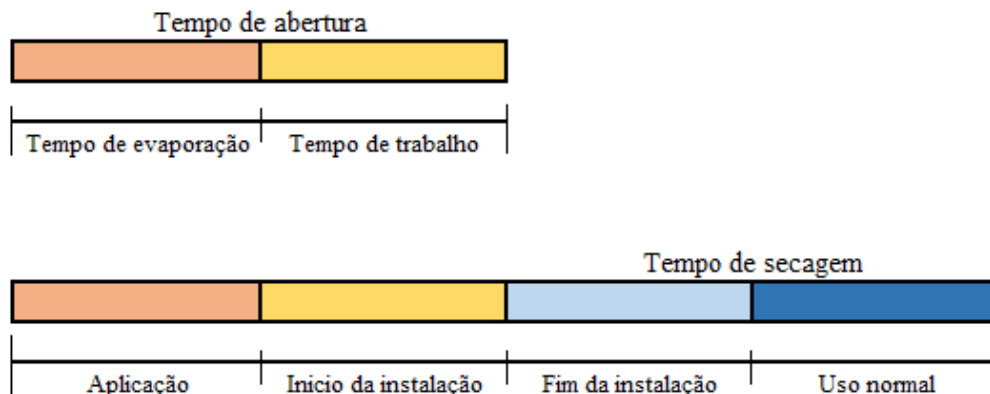 Tempo de abertura
Tempo de evaporação Tempo de trabalho
Tempo de secagem
Aplicação Inicio da instalação Fim da instalação Uso normal